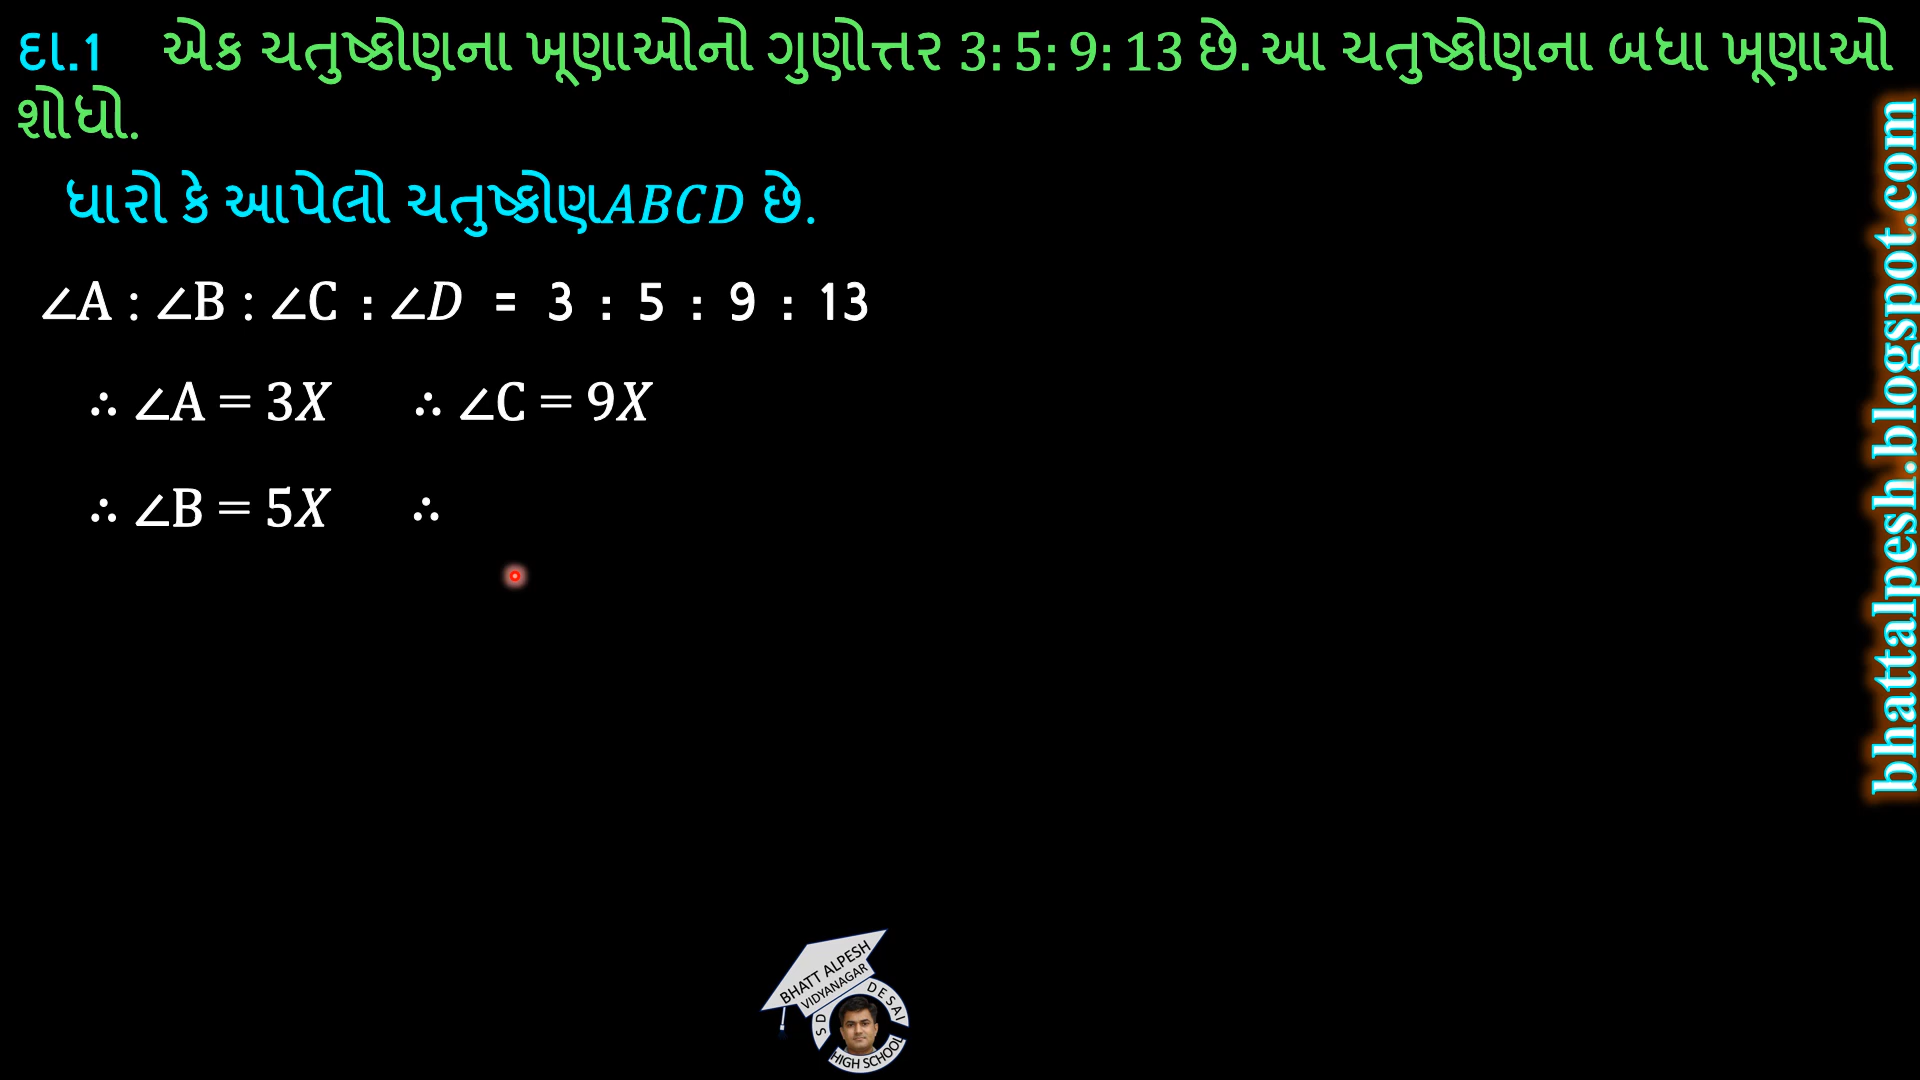 દા.1 એક ચતુષ્કોણના ખૂણાઓનો ગુણોત્તર 3: 5: 9: 13 છે. આ ચતુષ્કોણના બધા ખૂણાઓ
શોધો.
ધારો કે આપેલો ચતુષ્કોણABCD છે.
∠A : ∠B : ∠C : ∠D = 3 : 5 : 9 : 13
∴ ∠A = 3X ∴ ∠C = 9X
∴ ∠B = 5X ∴
bhattalpesh.blogspot.com
BHATT ALPESH
VIDYANAGAR
S D DESAI
HIGH SCHOOL